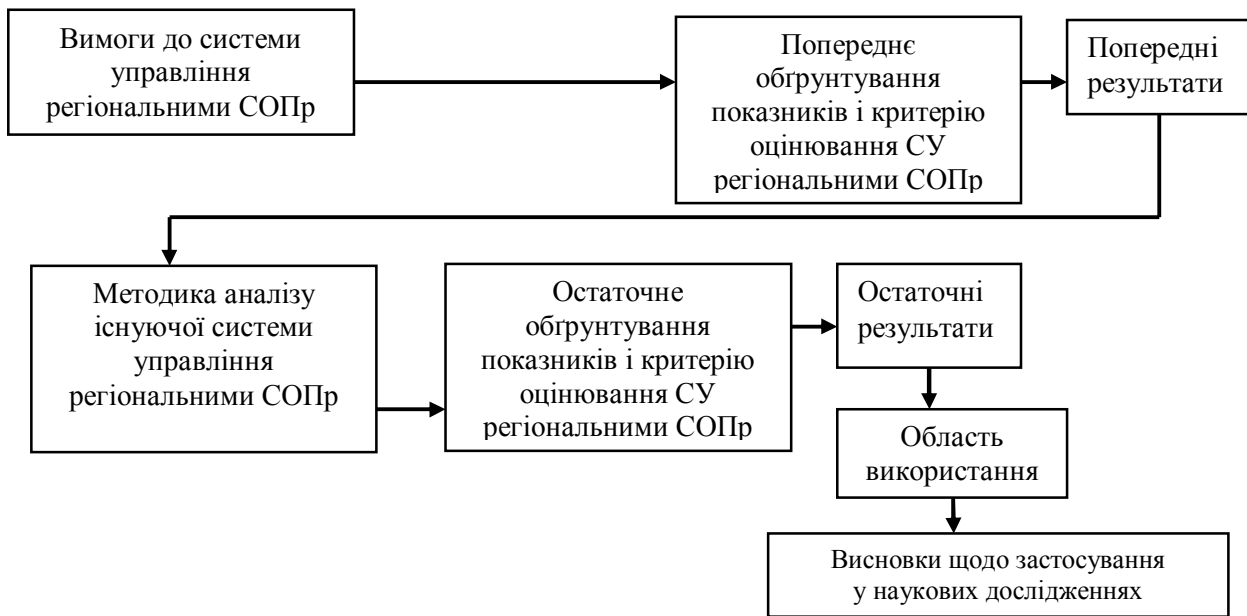 Вимоги до системи
управління
регіональними СОПр
Попереднє
обґрунтування
показників і критерію
оцінювання СУ
регіональними СОПр
Попередні
результати
Методика аналізу
існуючої системи
управління
регіональними СОПр
Остаточне
обґрунтування
показників і критерію
оцінювання СУ
регіональними СОПр
Остаточні
результати
Область
використання
Висновки щодо застосування
у наукових дослідженнях